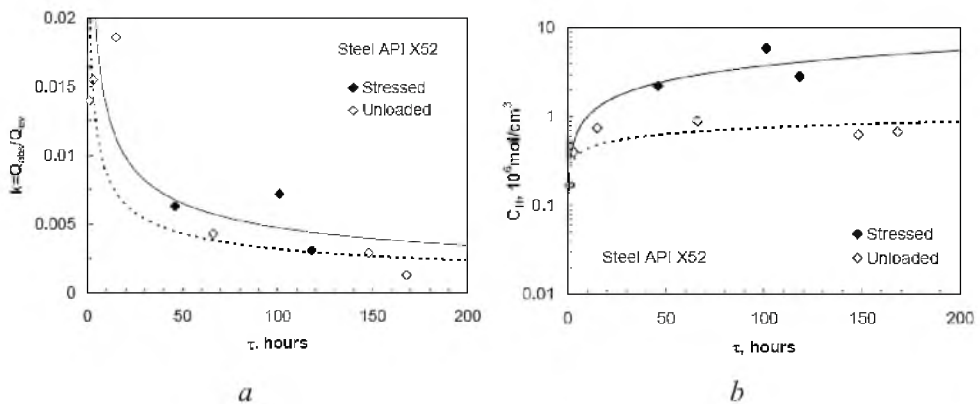 0.02
0.015
0.01
0.005
0
k=Q_abs/Q_ev
Steel API X52
Stressed
Unloaded
0 50 100 150 200
τ, hours
a
10
1
0.1
0.01
C_H, 10^6 mol/cm^3
Stressed
Unloaded
Steel API X52
0 50 100 150 200
τ, hours
b